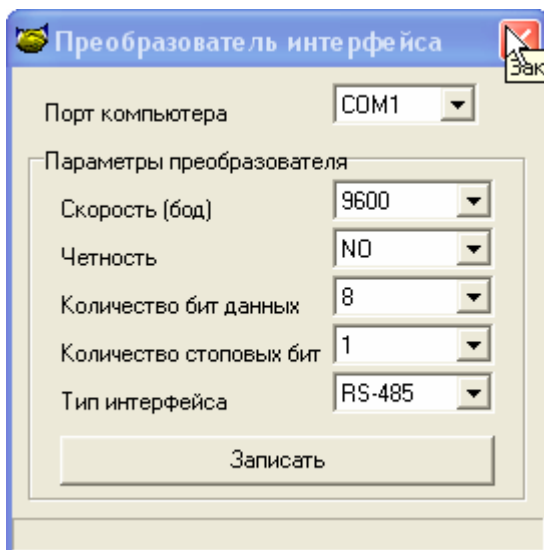 Преобразователь интерфейса
Зак
Порт компьютера COM1
Параметры преобразователя
Скорость (бод) 9600
Четность NO
Количество бит данных 8
Количество стоповых бит 1
Тип интерфейса RS-485
Записать